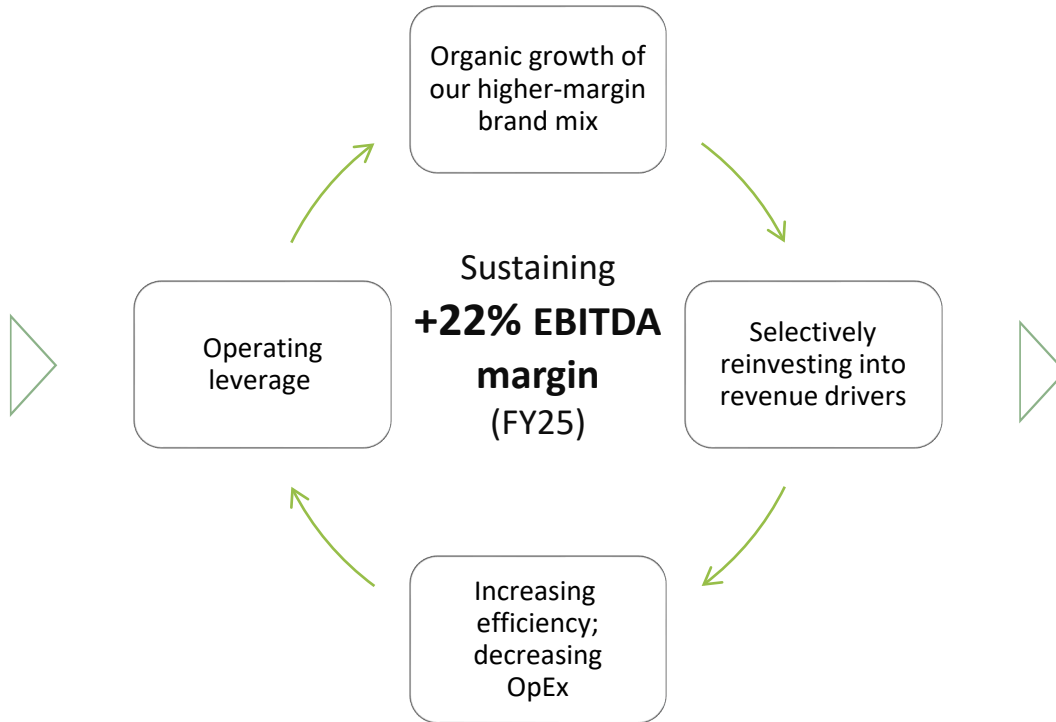 Organic growth of
our higher-margin
brand mix
Sustaining
+22% EBITDA
margin
(FY25)
Operating
leverage
Selectively
reinvesting into
revenue drivers
Increasing
efficiency;
decreasing
OpEx